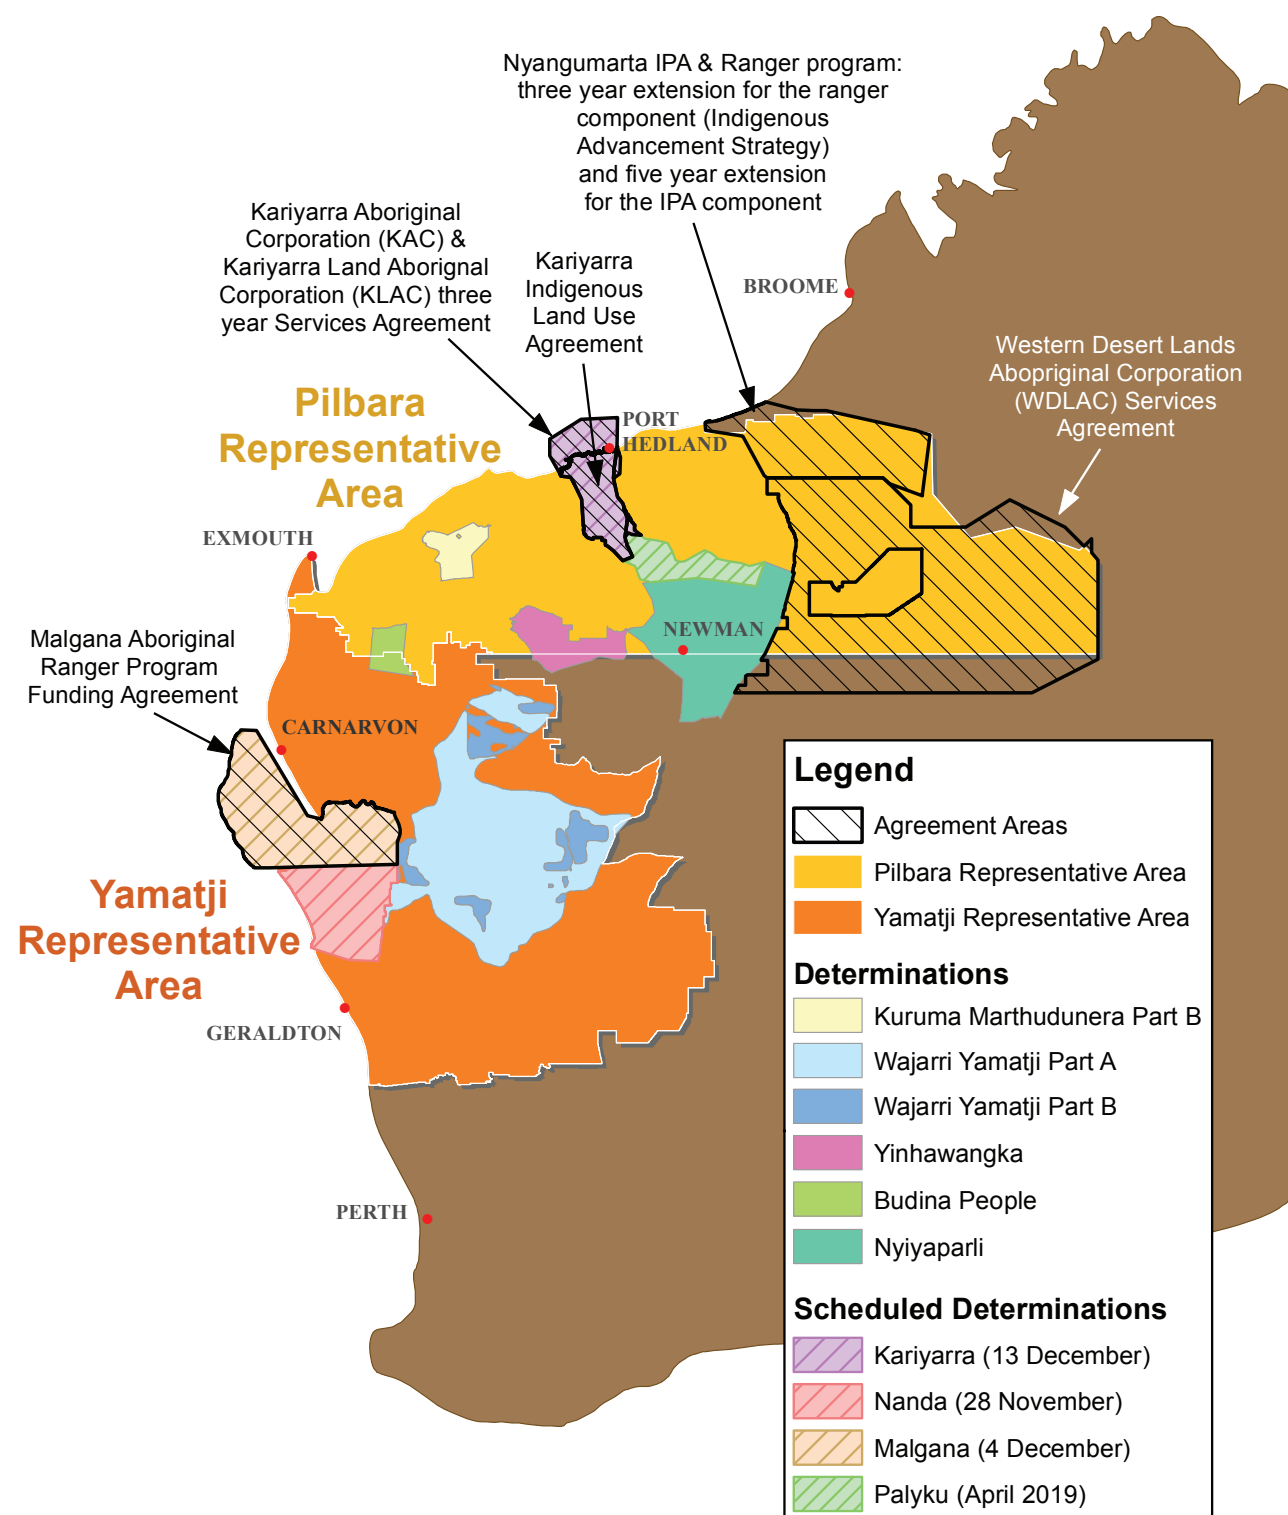 Nyangumarta IPA & Ranger program:
three year extension for the ranger
component (Indigenous
Advancement Strategy)
and five year extension
for the IPA component
Kariyarra Aboriginal
Corporation (KAC) &
Kariyarra Land Aborignal
Corporation (KLAC) three
year Services Agreement
Kariyarra
Indigenous
Land Use
Agreement
BROOME
Western Desert Lands
Abopriginal Corporation
(WDLAC) Services
Agreement
Pilbara
Representative
Area
PORT
HEDLAND
EXMOUTH
NEWMAN
Malgana Aboriginal
Ranger Program
Funding Agreement
CARNARVON
Yamatji
Representative
Area
GERALDTON
PERTH
Legend
Agreement Areas
Pilbara Representative Area
Yamatji Representative Area
Determinations
Kuruma Marthudunera Part B
Wajarri Yamatji Part A
Wajarri Yamatji Part B
Yinhawangka
Budina People
Nyiyaparli
Scheduled Determinations
Kariyarra (13 December)
Nanda (28 November)
Malgana (4 December)
Palyku (April 2019)